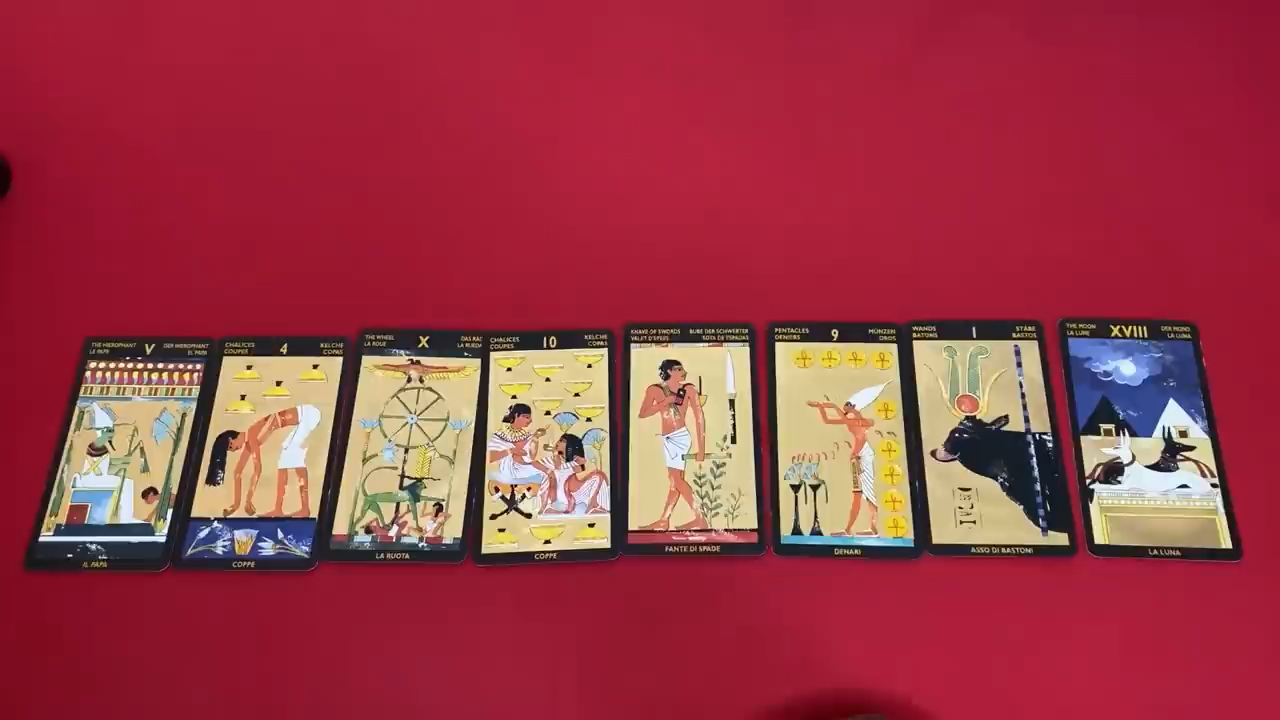 THE HIEROPHANT V DER HIEROPHANT
LE PAPE EL PAPA
IL PAPA
CHALICES 4 KELCHE
COUPES COPAS
COPPE
THE WHEEL X DAS RAD
LA ROUE LA RUEDA
LA RUOTA
CHALICES 10 KELCHE
COUPES COPAS
COPPE
KNAVE OF SWORDS BUBE DER SCHWERTER
VALET D'EPEES SOTA DE ESPADAS
FANTE DI SPADE
PENTACLES 9 MÜNZEN
DENIERS OROS
DENARI
WANDS I STÄBE
BATONS BASTOS
ASSO DI BASTONI
THE MOON XVIII DER MOND
LA LUNE LA LUNA
LA LUNA